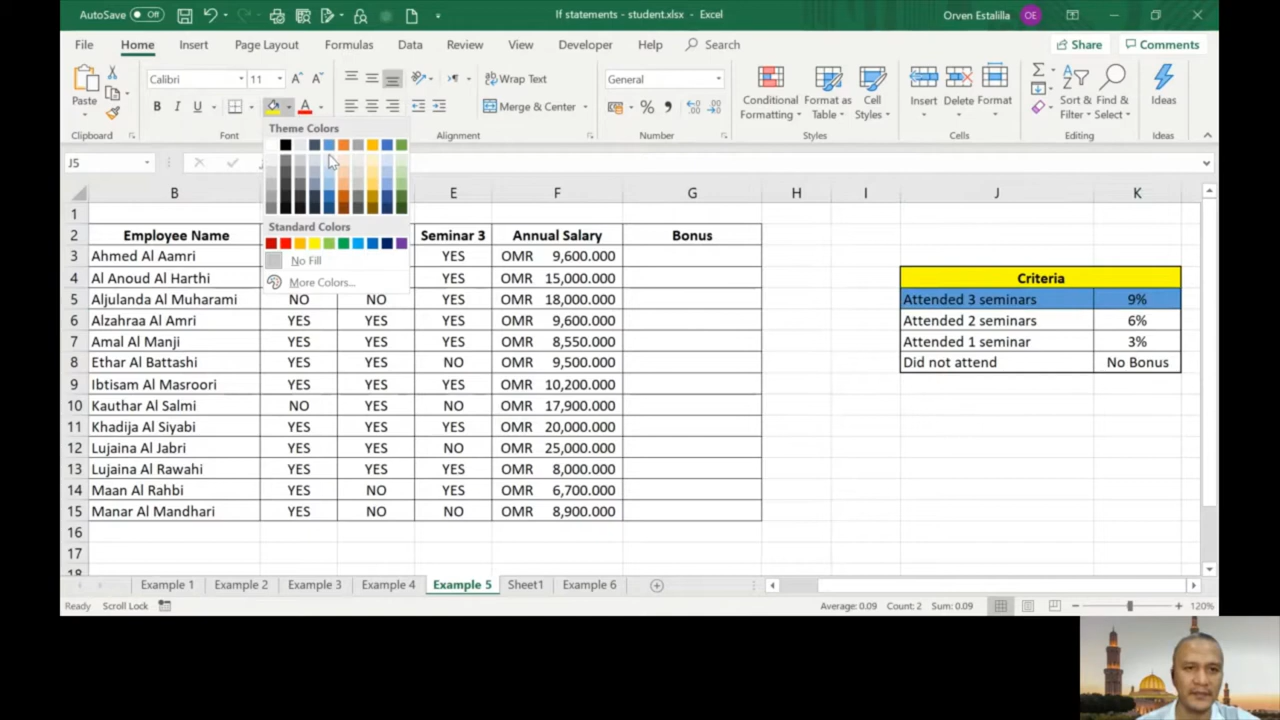 AutoSave Off
If statements - student.xlsx - Excel
Orven Estalilla OE
File Home Insert Page Layout Formulas Data Review View Developer Help Search Share Comments
Calibri 11 Wrap Text General
Paste B I U A Merge & Center % Conditional Formatting Format as Table Cell Styles Insert Delete Format Sort & Filter Find & Select Ideas
Clipboard Font Alignment Number Styles Cells Editing Ideas
Theme Colors
Standard Colors
No Fill
More Colors...
J5
B E F G H I J K
1
2 Employee Name Seminar 3 Annual Salary Bonus
3 Ahmed Al Aamri YES OMR 9,600.000
4 Al Anoud Al Harthi YES OMR 15,000.000 Criteria
5 Aljulanda Al Muharami NO NO YES OMR 18,000.000 Attended 3 seminars 9%
6 Alzahraa Al Amri YES YES YES OMR 9,600.000 Attended 2 seminars 6%
7 Amal Al Manji YES YES YES OMR 8,550.000 Attended 1 seminar 3%
8 Ethar Al Battashi YES YES NO OMR 9,500.000 Did not attend No Bonus
9 Ibtisam Al Masroori YES YES YES OMR 10,200.000
10 Kauthar Al Salmi NO YES NO OMR 17,900.000
11 Khadija Al Siyabi YES YES YES OMR 20,000.000
12 Lujaina Al Jabri YES YES NO OMR 25,000.000
13 Lujaina Al Rawahi YES YES YES OMR 8,000.000
14 Maan Al Rahbi YES NO YES OMR 6,700.000
15 Manar Al Mandhari YES NO NO OMR 8,900.000
16
17
18
Example 1 Example 2 Example 3 Example 4 Example 5 Sheet1 Example 6
Ready Scroll Lock Average: 0.09 Count: 2 Sum: 0.09 120%